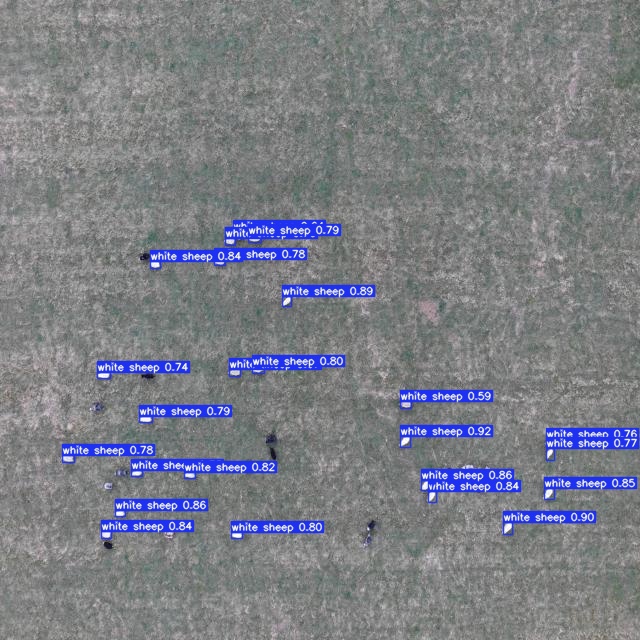 white sheep 0.79
white sheep 0.84
sheep 0.78
white sheep 0.89
white sheep 0.80
white sheep 0.74
white sheep 0.59
white sheep 0.79
white sheep 0.92
white sheep 0.76
white sheep 0.77
white sheep 0.78
white
white sheep 0.82
white sheep 0.86
white sheep 0.84
white sheep 0.85
white sheep 0.86
white sheep 0.90
white sheep 0.84
white sheep 0.80